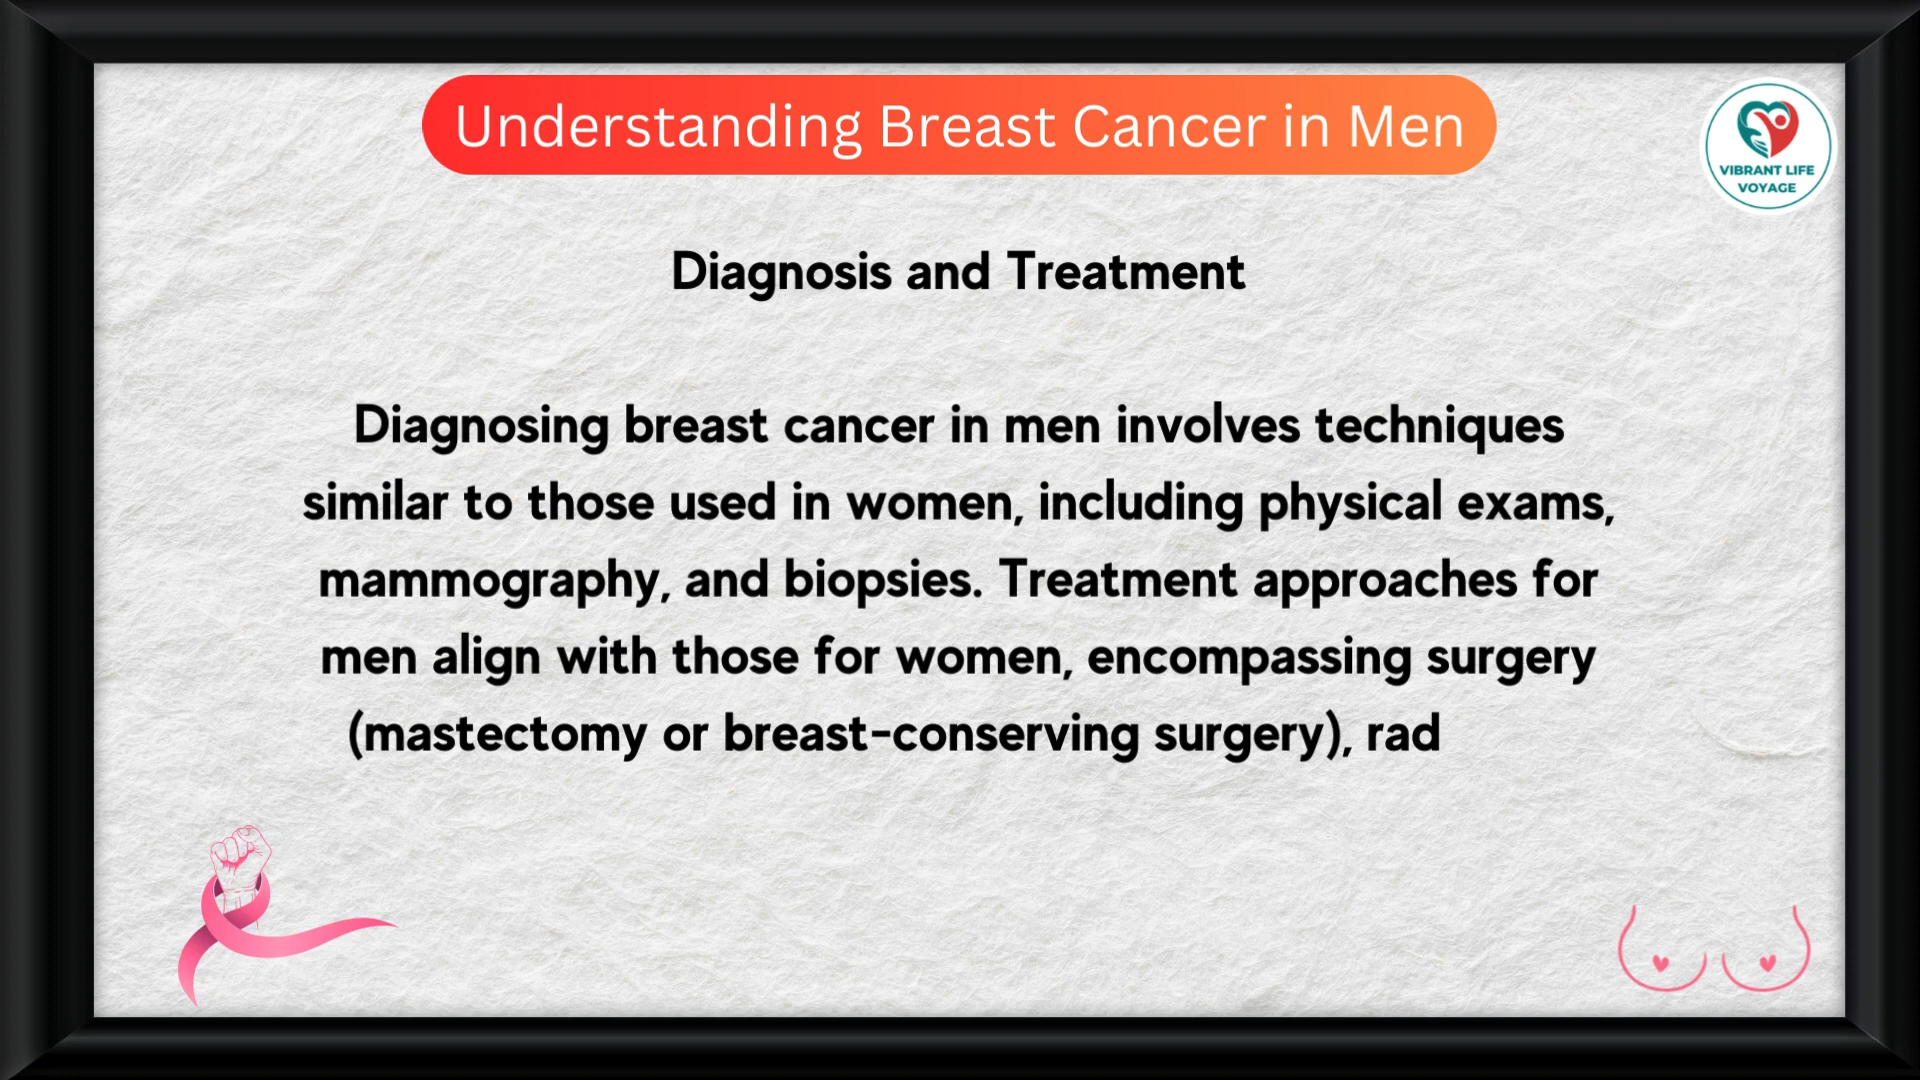 Understanding Breast Cancer in Men
VIBRANT LIFE
VOYAGE
Diagnosis and Treatment
Diagnosing breast cancer in men involves techniques
similar to those used in women, including physical exams,
mammography, and biopsies. Treatment approaches for
men align with those for women, encompassing surgery
(mastectomy or breast-conserving surgery), rad